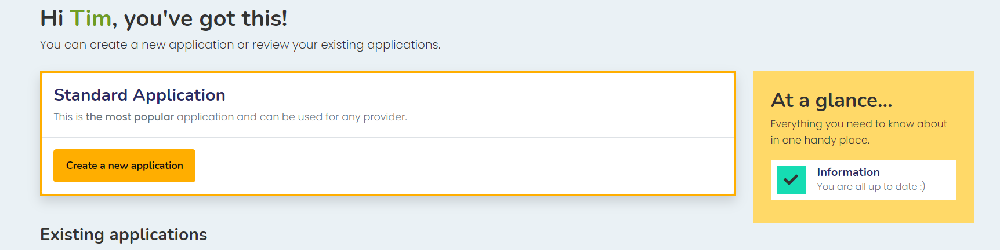 Hi Tim, you've got this!
You can create a new application or review your existing applications.
Standard Application
This is the most popular application and can be used for any provider.
Create a new application
At a glance...
Everything you need to know about
in one handy place.
Information
You are all up to date :)
Existing applications